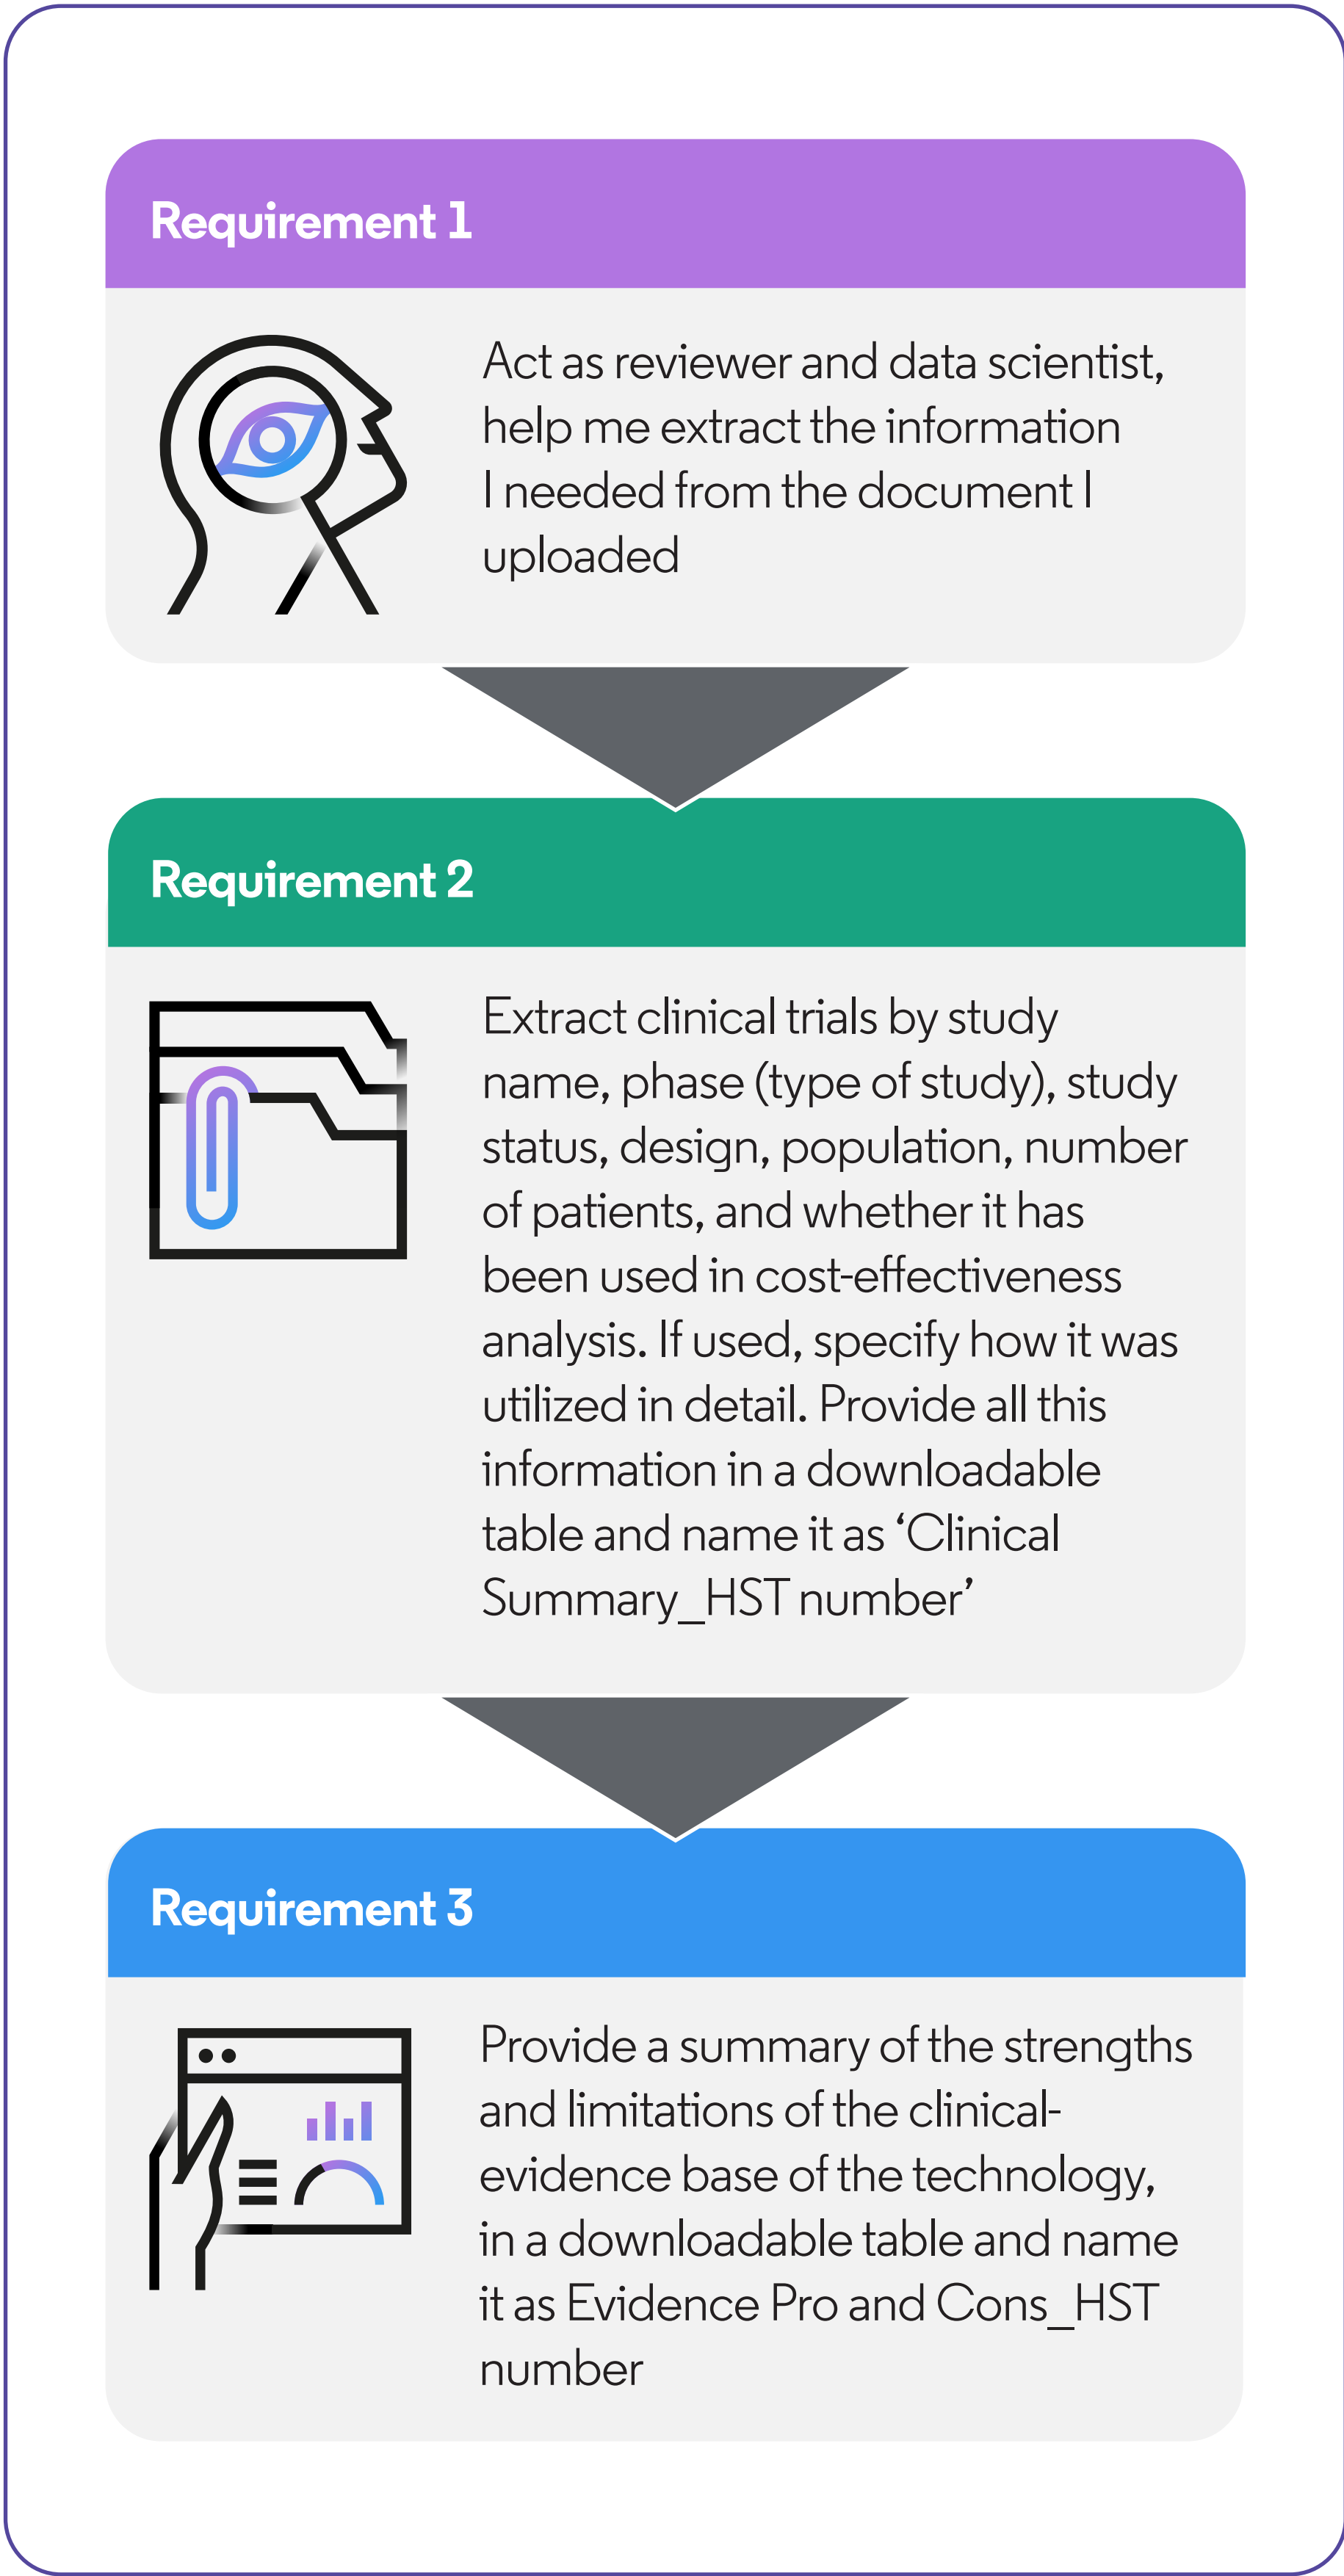 Requirement 1
Act as reviewer and data scientist,
help me extract the information
I needed from the document I
uploaded
Requirement 2
Extract clinical trials by study
name, phase (type of study), study
status, design, population, number
of patients, and whether it has
been used in cost-effectiveness
analysis. If used, specify how it was
utilized in detail. Provide all this
information in a downloadable
table and name it as ‘Clinical
Summary_HST number’
Requirement 3
Provide a summary of the strengths
and limitations of the clinical-
evidence base of the technology,
in a downloadable table and name
it as Evidence Pro and Cons_HST
number